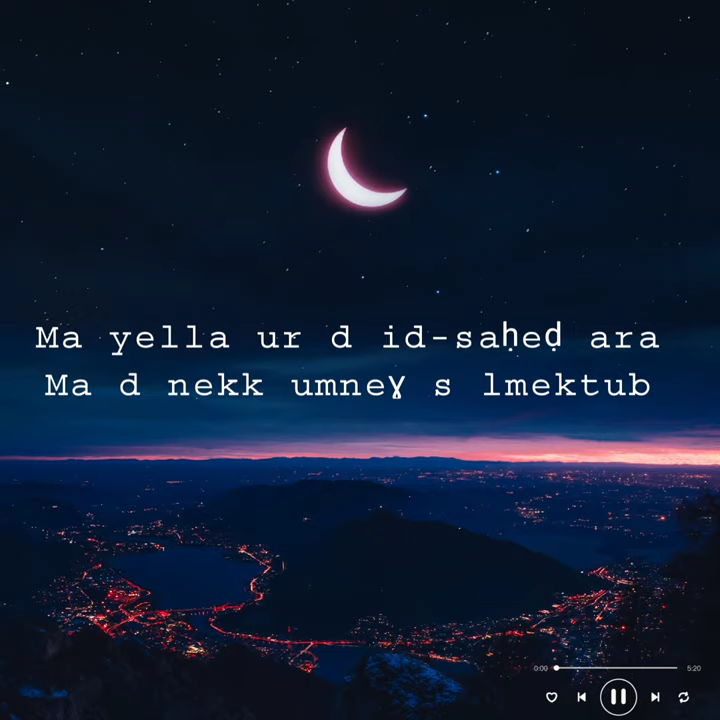 Ma yella ur d id-saḥeḍ ara
Ma d nekk umneɣ s lmektub
0:00 5:20